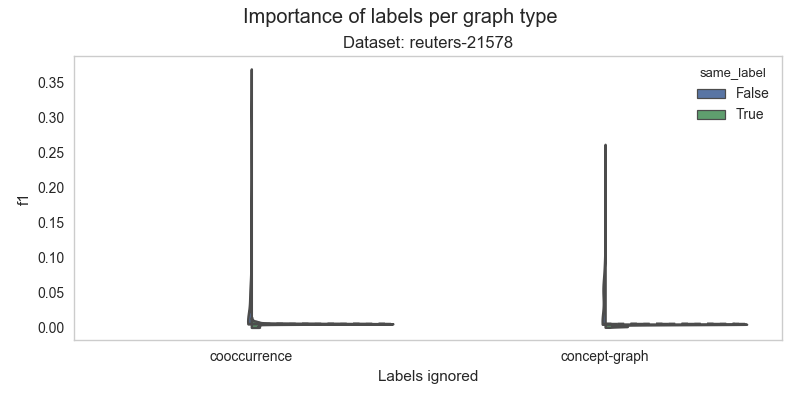 Importance of labels per graph type
Dataset: reuters-21578
same_label
False
True
0.35
0.30
0.25
0.20
0.15
0.10
0.05
0.00
f1
cooccurrence
concept-graph
Labels ignored